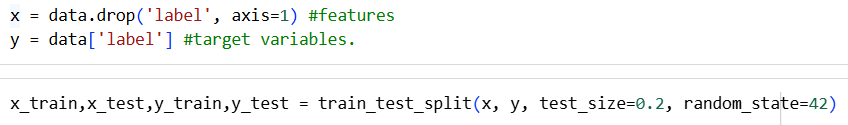 x = data.drop('label', axis=1) #features
y = data['label'] #target variables.
x_train,x_test,y_train,y_test = train_test_split(x, y, test_size=0.2, random_state=42)